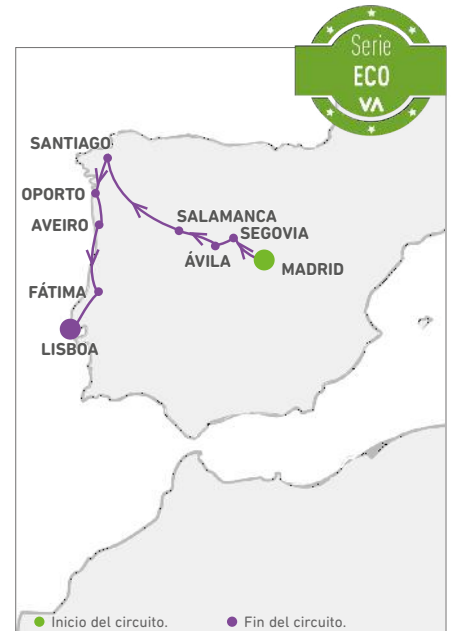 Serie
ECO
VA
SANTIAGO
OPORTO
SALAMANCA
AVEIRO
SEGOVIA
ÁVILA
MADRID
FÁTIMA
LISBOA
Inicio del circuito.
Fin del circuito.